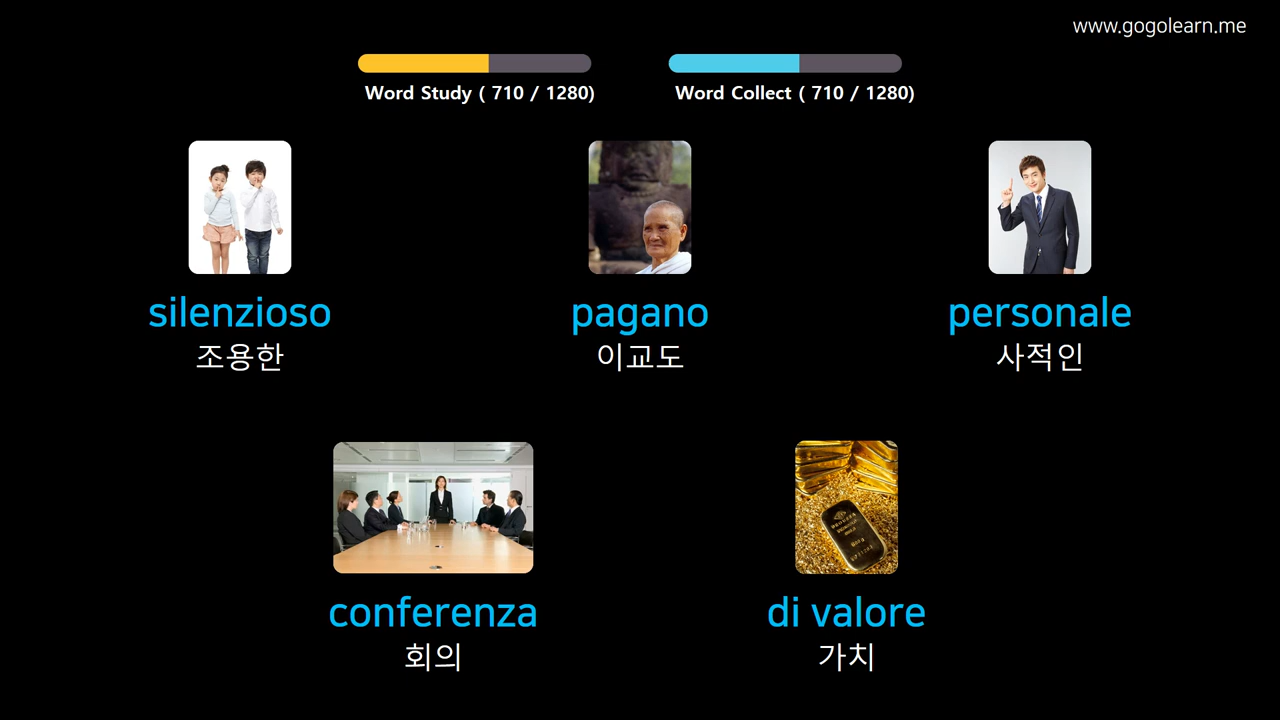 www.gogolearn.me
Word Study ( 710 / 1280)
Word Collect ( 710 / 1280)
silenzioso
조용한
pagano
이교도
personale
사적인
conferenza
회의
di valore
가치